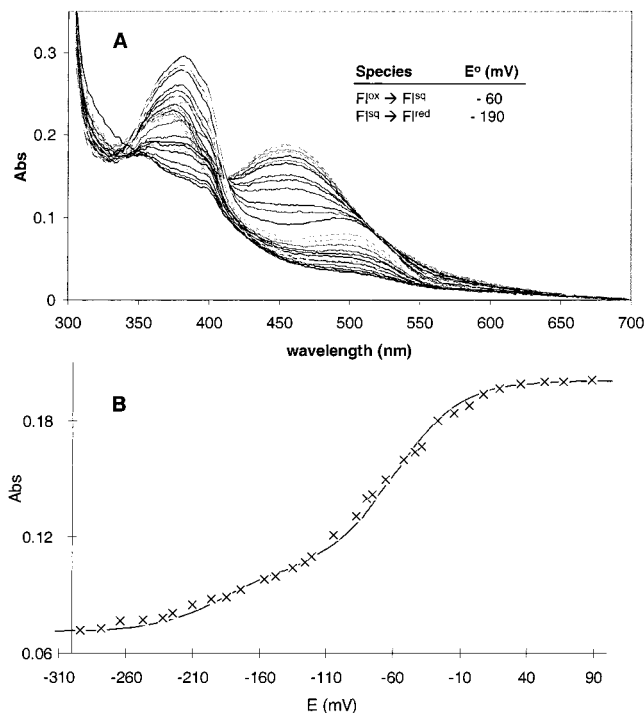 A
0.3
0.2
0.1
0
Abs
Species E° (mV)
Fl^ox → Fl^sq - 60
Fl^sq → Fl^red - 190
300 350 400 450 500 550 600 650 700
wavelength (nm)
B
0.18
0.12
0.06
Abs
-310 -260 -210 -160 -110 -60 -10 40 90
E (mV)